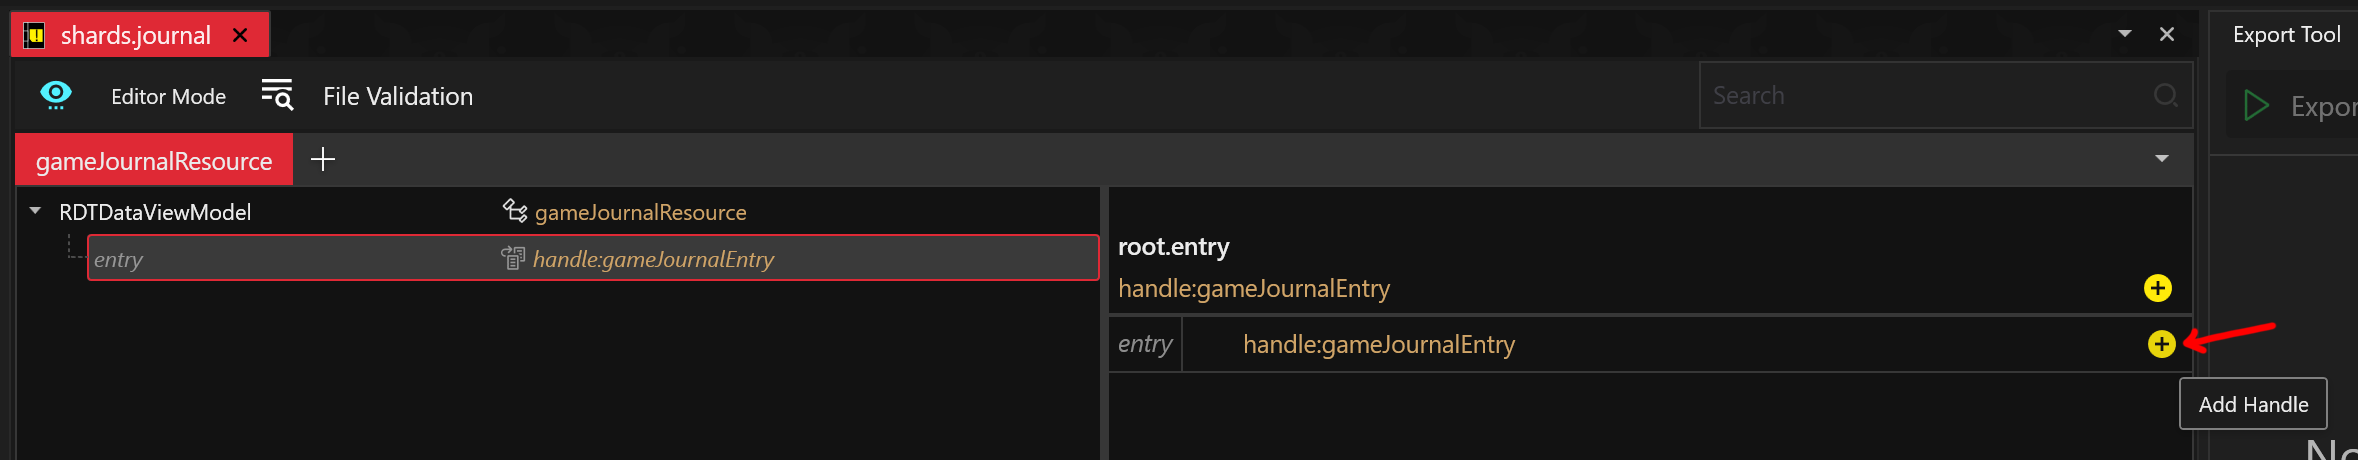 shards.journal
Export Tool
Editor Mode
File Validation
Search
Expor
gameJournalResource
RDTDataViewModel
gameJournalResource
entry
handle:gameJournalEntry
root.entry
handle:gameJournalEntry
entry
handle:gameJournalEntry
Add Handle
No